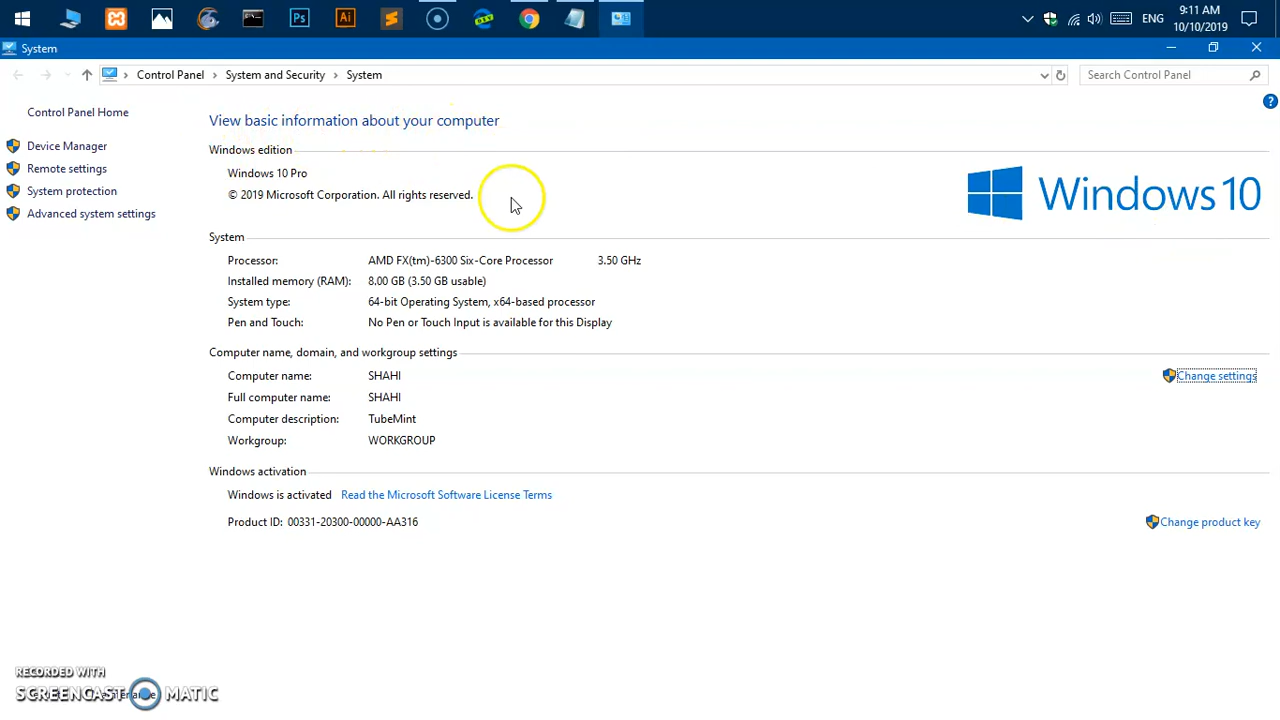 9:11 AM
ENG
10/10/2019
Ps
Ai
DEV
System
Control Panel › System and Security › System
Search Control Panel
Control Panel Home
Device Manager
Remote settings
System protection
Advanced system settings
View basic information about your computer
Windows edition
Windows 10 Pro
© 2019 Microsoft Corporation. All rights reserved.
Windows 10
System
Processor: AMD FX(tm)-6300 Six-Core Processor 3.50 GHz
Installed memory (RAM): 8.00 GB (3.50 GB usable)
System type: 64-bit Operating System, x64-based processor
Pen and Touch: No Pen or Touch Input is available for this Display
Computer name, domain, and workgroup settings
Computer name: SHAHI
Change settings
Full computer name: SHAHI
Computer description: TubeMint
Workgroup: WORKGROUP
Windows activation
Windows is activated Read the Microsoft Software License Terms
Product ID: 00331-20300-00000-AA316
Change product key
RECORDED WITH
SCREENCAST MATIC